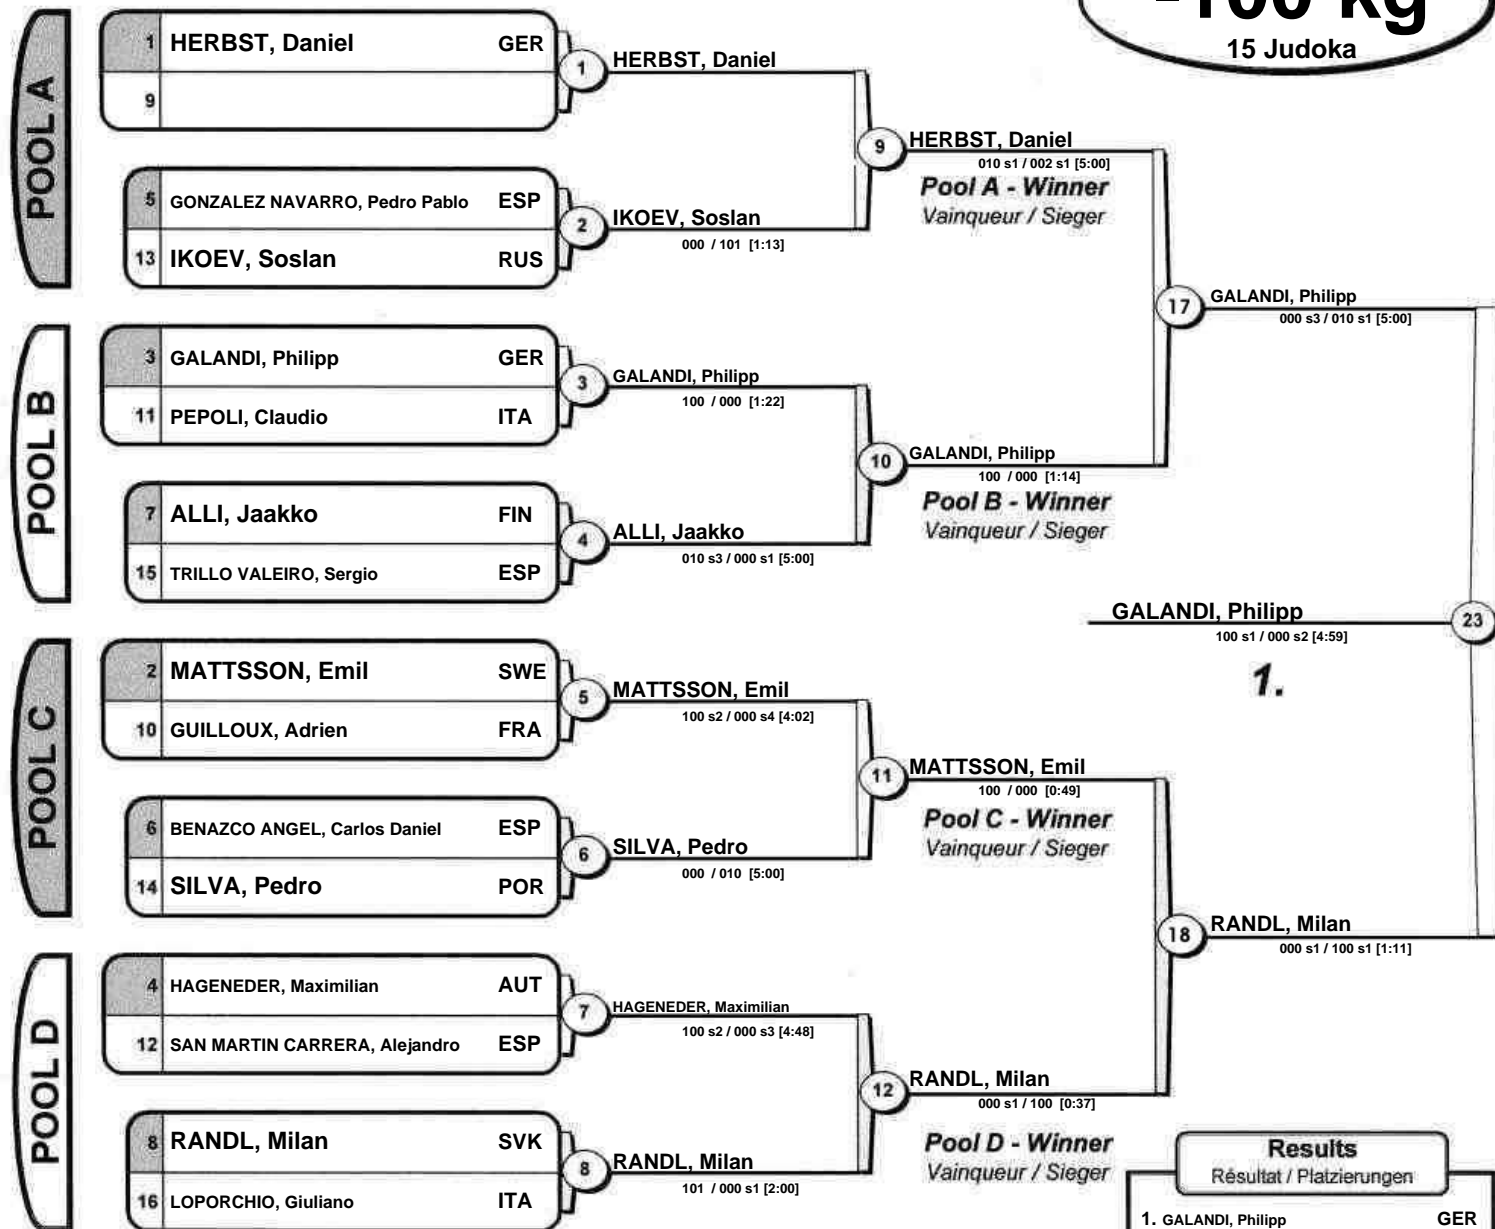 -100 kg
15 Judoka
POOL A
1 HERBST, Daniel GER
9
5 GONZALEZ NAVARRO, Pedro Pablo ESP
13 IKOEV, Soslan RUS
1 HERBST, Daniel
2 IKOEV, Soslan
000 / 101 [1:13]
9 HERBST, Daniel
010 s1 / 002 s1 [5:00]
Pool A - Winner
Vainqueur / Sieger
POOL B
3 GALANDI, Philipp GER
11 PEPOLI, Claudio ITA
7 ALLI, Jaakko FIN
15 TRILLO VALEIRO, Sergio ESP
3 GALANDI, Philipp
100 / 000 [1:22]
4 ALLI, Jaakko
010 s3 / 000 s1 [5:00]
10 GALANDI, Philipp
100 / 000 [1:14]
Pool B - Winner
Vainqueur / Sieger
17 GALANDI, Philipp
000 s3 / 010 s1 [5:00]
GALANDI, Philipp 23
100 s1 / 000 s2 [4:59]
1.
POOL C
2 MATTSSON, Emil SWE
10 GUILLOUX, Adrien FRA
6 BENAZCO ANGEL, Carlos Daniel ESP
14 SILVA, Pedro POR
5 MATTSSON, Emil
100 s2 / 000 s4 [4:02]
6 SILVA, Pedro
000 / 010 [5:00]
11 MATTSSON, Emil
100 / 000 [0:49]
Pool C - Winner
Vainqueur / Sieger
18 RANDL, Milan
000 s1 / 100 s1 [1:11]
POOL D
4 HAGENEDER, Maximilian AUT
12 SAN MARTIN CARRERA, Alejandro ESP
8 RANDL, Milan SVK
16 LOPORCHIO, Giuliano ITA
7 HAGENEDER, Maximilian
100 s2 / 000 s3 [4:48]
8 RANDL, Milan
101 / 000 s1 [2:00]
12 RANDL, Milan
000 s1 / 100 [0:37]
Pool D - Winner
Vainqueur / Sieger
Results
Résultat / Platzierungen
1. GALANDI, Philipp GER